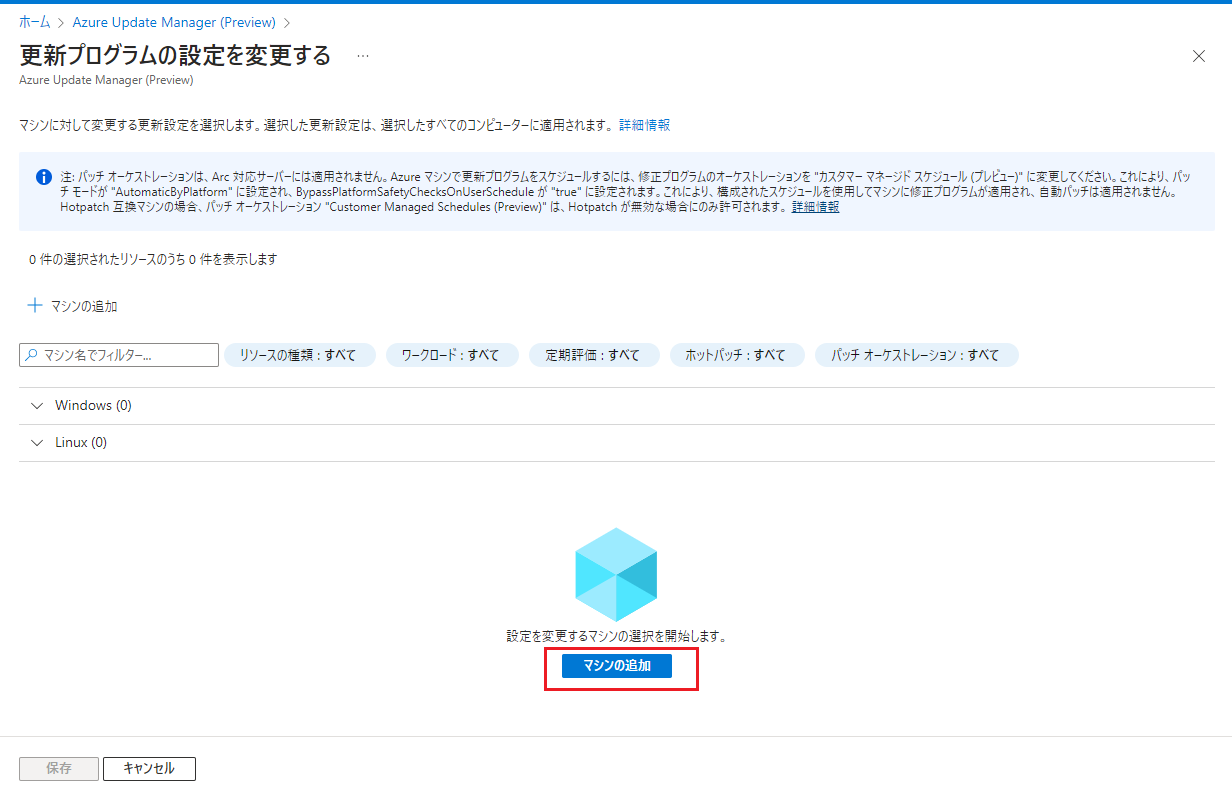 ホーム > Azure Update Manager (Preview) >
更新プログラムの設定を変更する ...
Azure Update Manager (Preview)
マシンに対して変更する更新設定を選択します。選択した更新設定は、選択したすべてのコンピューターに適用されます。 詳細情報
注: パッチ オーケストレーションは、Arc 対応サーバーには適用されません。Azure マシンで更新プログラムをスケジュールするには、修正プログラムのオーケストレーションを "カスタマー マネージド スケジュール (プレビュー)" に変更してください。これにより、パッ
チ モードが "AutomaticByPlatform" に設定され、BypassPlatformSafetyChecksOnUserSchedule が "true" に設定されます。これにより、構成されたスケジュールを使用してマシンに修正プログラムが適用され、自動パッチは適用されません。
Hotpatch 互換マシンの場合、パッチ オーケストレーション "Customer Managed Schedules (Preview)" は、Hotpatch が無効な場合にのみ許可されます。 詳細情報
0 件の選択されたリソースのうち 0 件を表示します
マシンの追加
マシン名でフィルター... リソースの種類 : すべて ワークロード : すべて 定期評価 : すべて ホットパッチ : すべて パッチ オーケストレーション : すべて
Windows (0)
Linux (0)
設定を変更するマシンの選択を開始します。
マシンの追加
保存 キャンセル